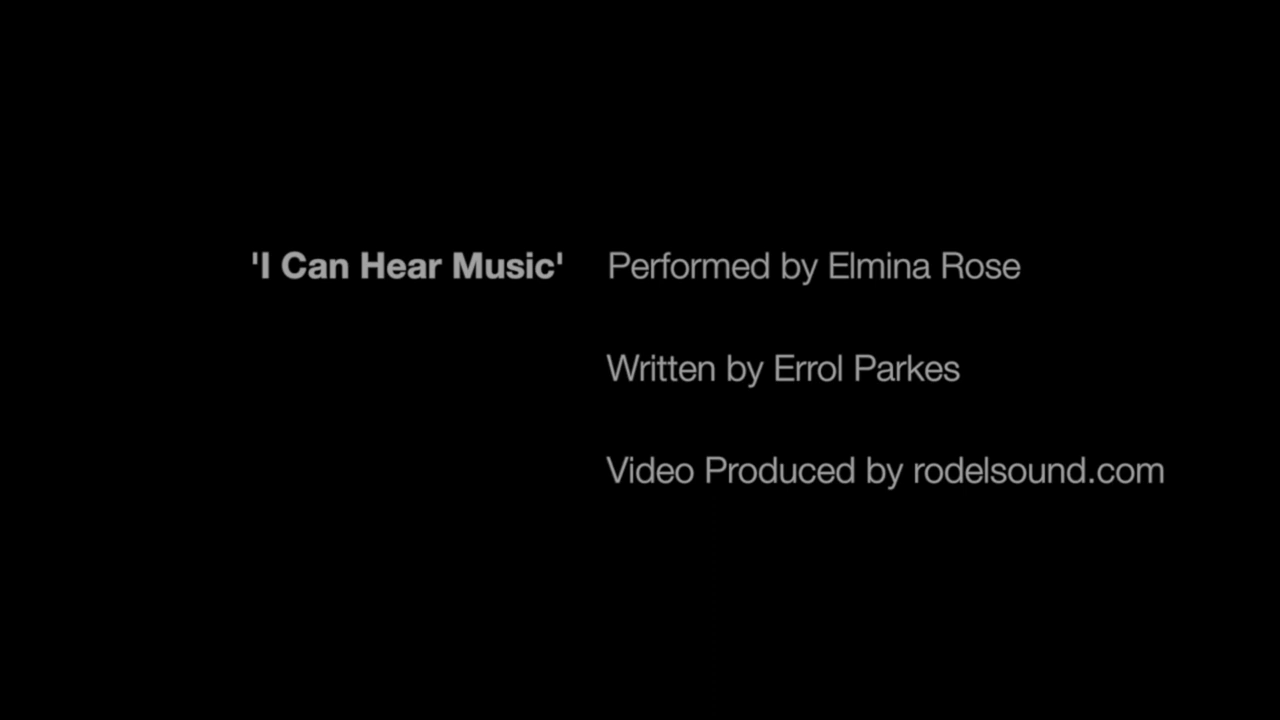 'I Can Hear Music' Performed by Elmina Rose
Written by Errol Parkes
Video Produced by rodelsound.com